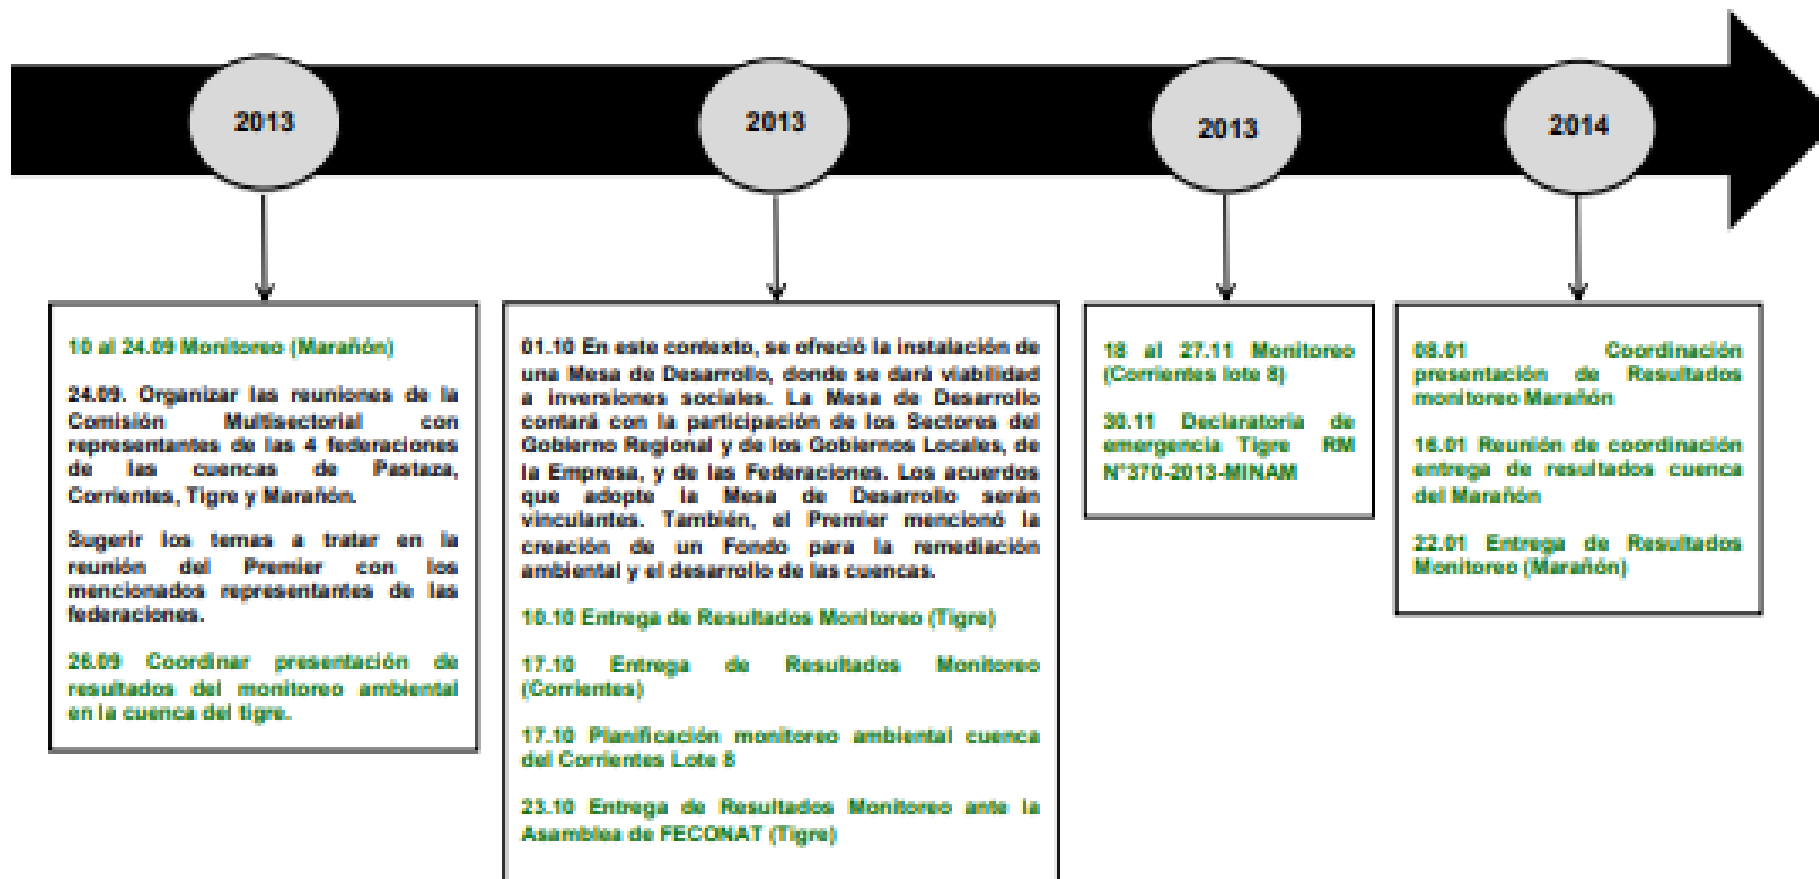 2013
2013
2013
2014
10 al 24.09 Monitoreo (Marañón)
24.09. Organizar las reuniones de la
Comisión Multisectorial con
representantes de las 4 federaciones
de las cuencas de Pastaza,
Corrientes, Tigre y Marañón.
Sugerir los temas a tratar en la
reunión del Premier con los
mencionados representantes de las
federaciones.
26.09 Coordinar presentación de
resultados del monitoreo ambiental
en la cuenca del tigre.
01.10 En este contexto, se ofreció la instalación de
una Mesa de Desarrollo, donde se dará viabilidad
a inversiones sociales. La Mesa de Desarrollo
contará con la participación de los Sectores del
Gobierno Regional y de los Gobiernos Locales, de
la Empresa, y de las Federaciones. Los acuerdos
que adopte la Mesa de Desarrollo serán
vinculantes. También, el Premier mencionó la
creación de un Fondo para la remediación
ambiental y el desarrollo de las cuencas.
10.10 Entrega de Resultados Monitoreo (Tigre)
17.10 Entrega de Resultados Monitoreo
(Corrientes)
17.10 Planificación monitoreo ambiental cuenca
del Corrientes Lote 8
23.10 Entrega de Resultados Monitoreo ante la
Asamblea de FECONAT (Tigre)
18 al 27.11 Monitoreo
(Corrientes lote 8)
30.11 Declaratoria de
emergencia Tigre RM
N°370-2013-MINAM
08.01 Coordinación
presentación de Resultados
monitoreo Marañón
16.01 Reunión de coordinación
entrega de resultados cuenca
del Marañón
22.01 Entrega de Resultados
Monitoreo (Marañón)